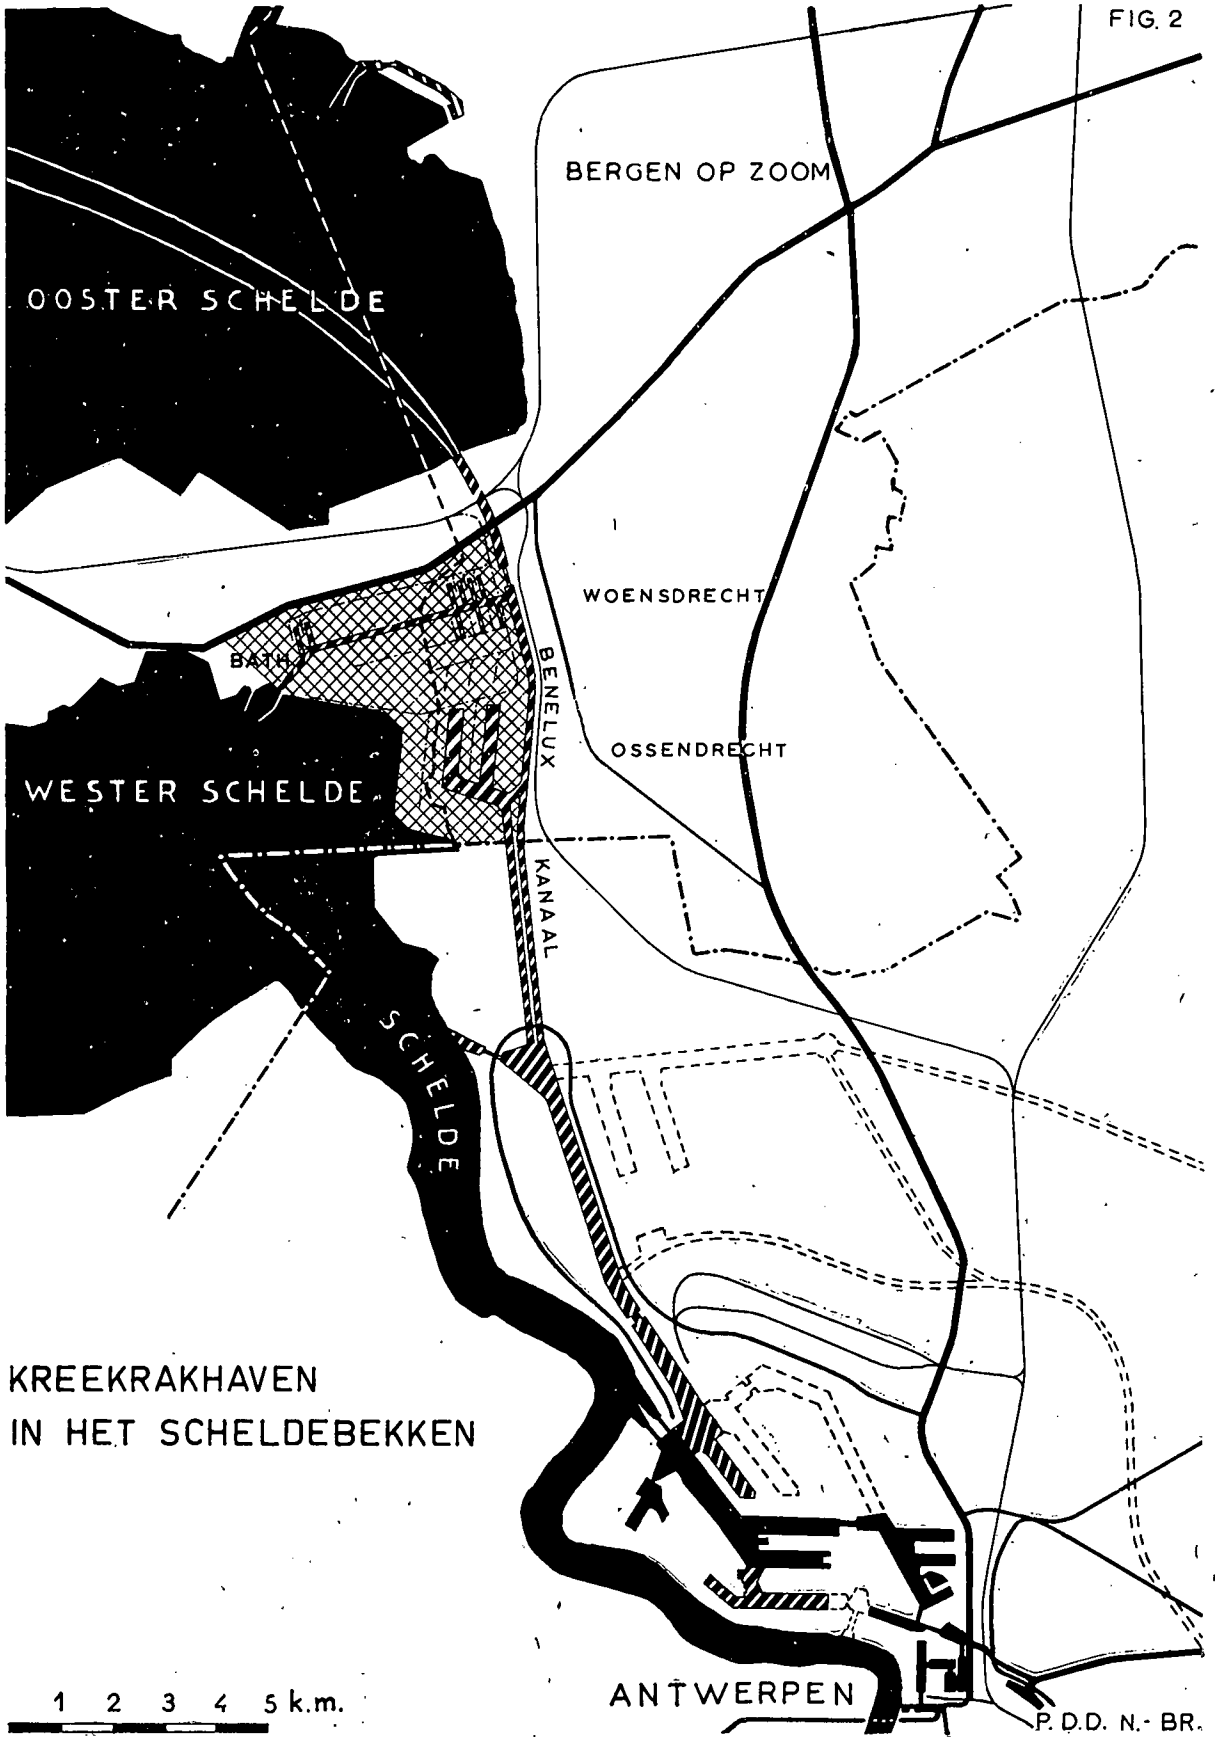 FIG. 2
BERGEN OP ZOOM
OOSTER SCHELDE
WOENSDRECHT
BATH
BENELUX
OSSENDRECHT
WESTER SCHELDE
KANAAL
SCHELDE
KREEKRAKHAVEN
IN HET SCHELDEBEKKEN
ANTWERPEN
1 2 3 4 5 k.m.
P. D.D. N.- BR.